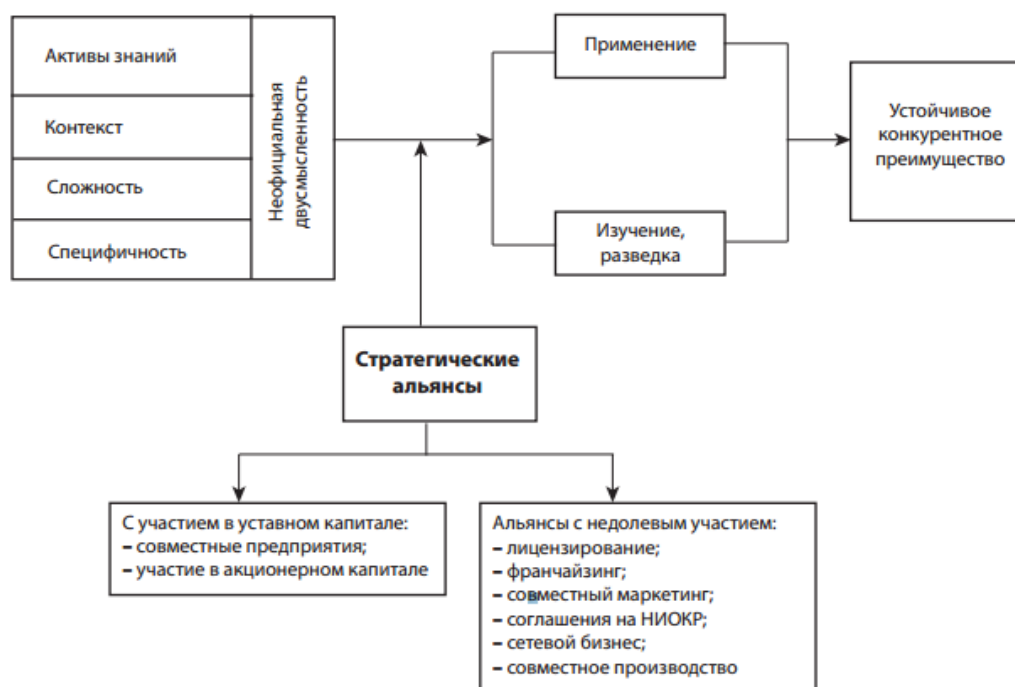 Активы знаний
Контекст
Сложность
Специфичность
Неофициальная
двусмысленность
Применение
Изучение,
разведка
Устойчивое
конкурентное
преимущество
Стратегические
альянсы
С участием в уставном капитале:
– совместные предприятия;
– участие в акционерном капитале
Альянсы с недолевым участием:
– лицензирование;
– франчайзинг;
– совместный маркетинг;
– соглашения на НИОКР;
– сетевой бизнес;
– совместное производство